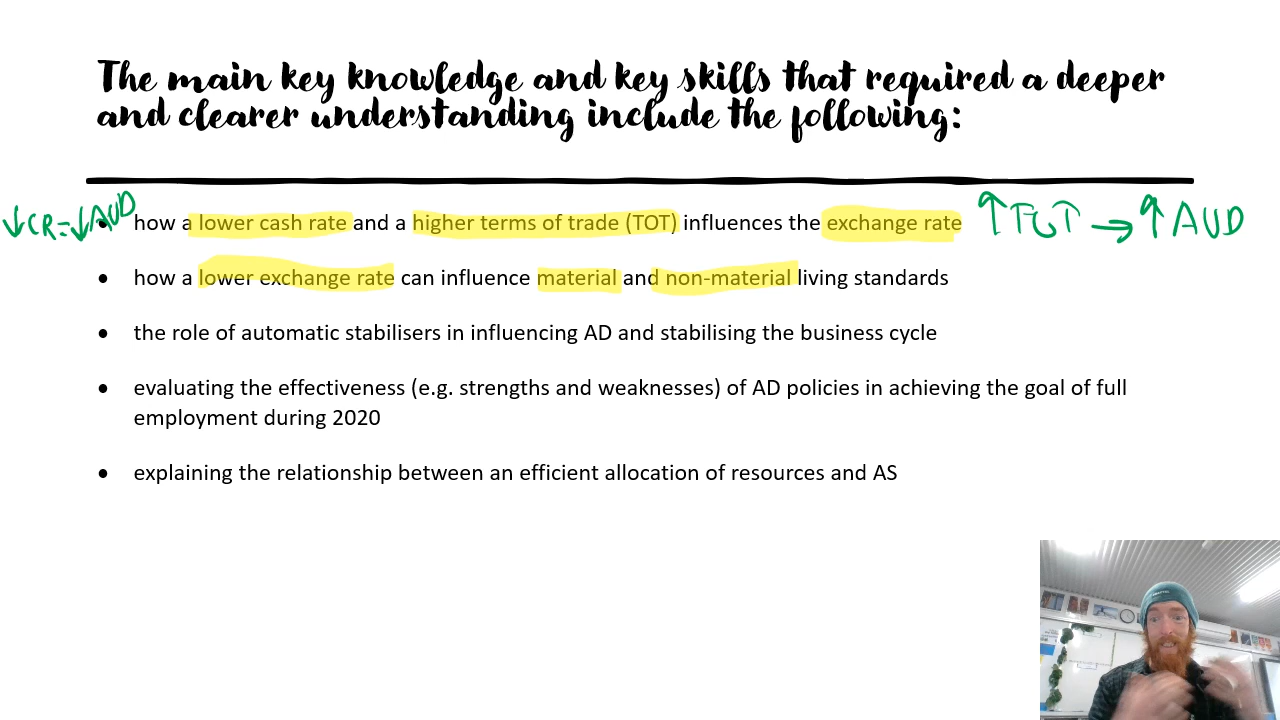 The main key knowledge and key skills that required a deeper
and clearer understanding include the following:
↓CR=↓AUD
• how a lower cash rate and a higher terms of trade (TOT) influences the exchange rate
↑TOT → ↑AUD
• how a lower exchange rate can influence material and non-material living standards
• the role of automatic stabilisers in influencing AD and stabilising the business cycle
• evaluating the effectiveness (e.g. strengths and weaknesses) of AD policies in achieving the goal of full
employment during 2020
• explaining the relationship between an efficient allocation of resources and AS